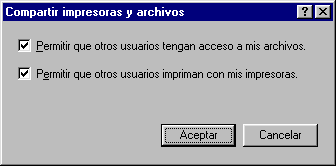 Compartir impresoras y archivos
Permitir que otros usuarios tengan acceso a mis archivos.
Permitir que otros usuarios impriman con mis impresoras.
Aceptar
Cancelar